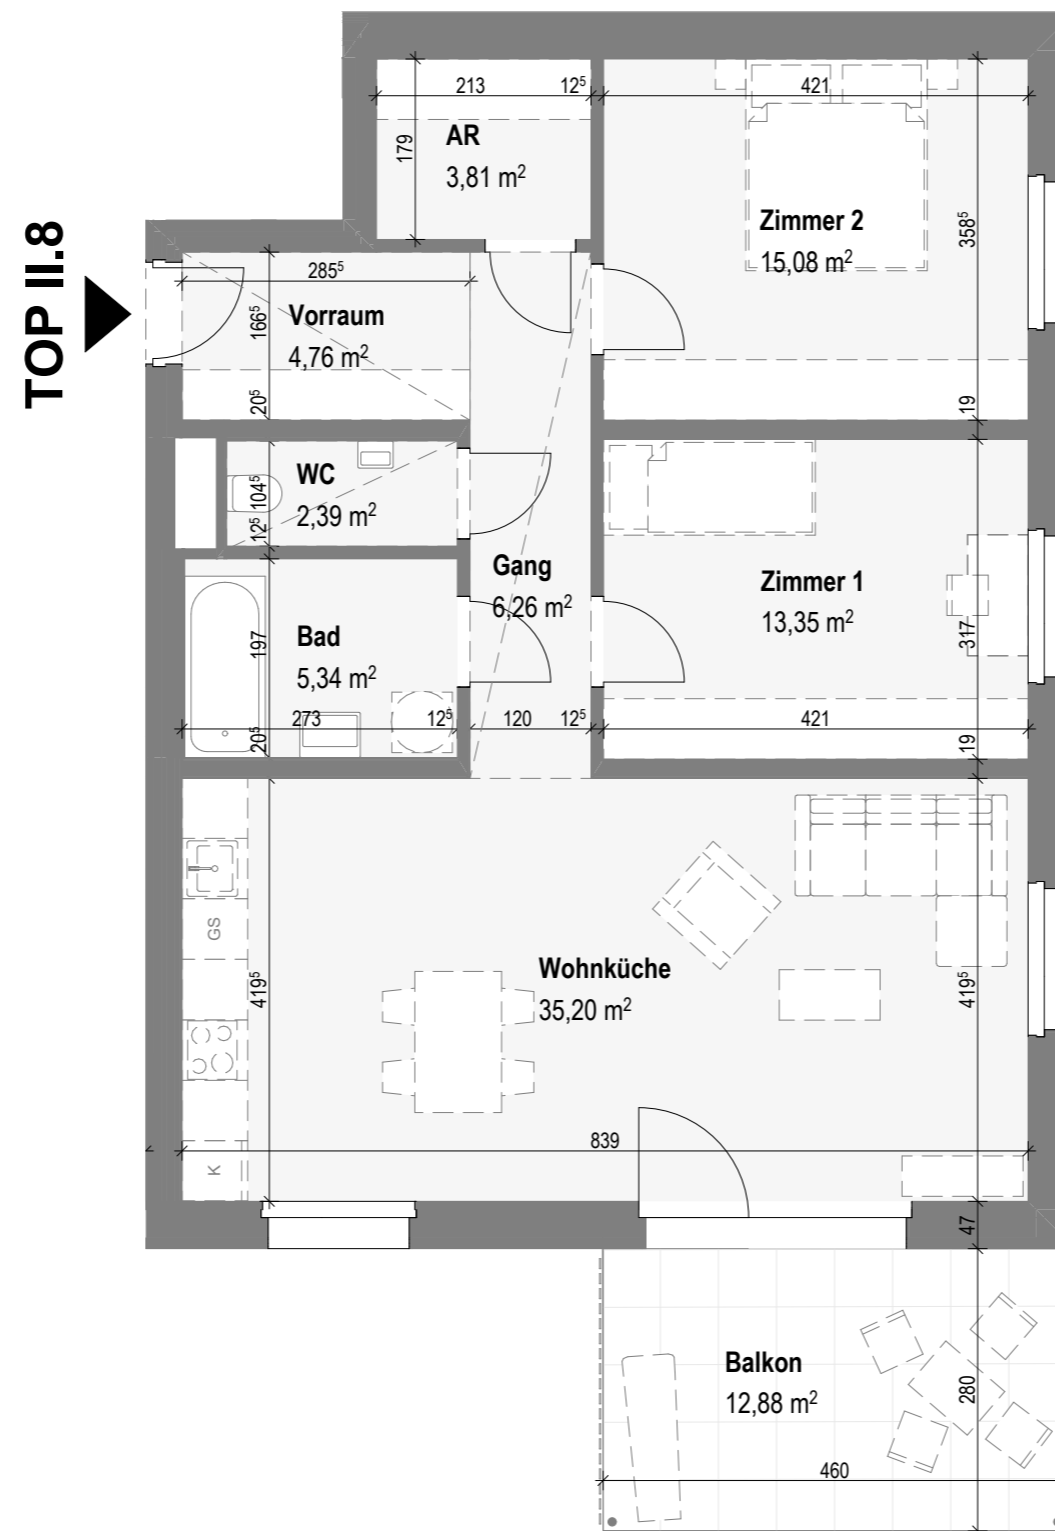 TOP II.8
213
12⁵
421
179
AR
3,81 m²
Zimmer 2
15,08 m²
358⁵
285⁵
Vorraum
4,76 m²
166⁵
20⁵
19
WC
2,39 m²
104⁵
12⁵
Gang
6,26 m²
Zimmer 1
13,35 m²
317
Bad
5,34 m²
197
273
12⁵
120
12⁵
421
20⁵
19
GS
Wohnküche
35,20 m²
419⁵
419⁵
839
K
47
Balkon
12,88 m²
280
460